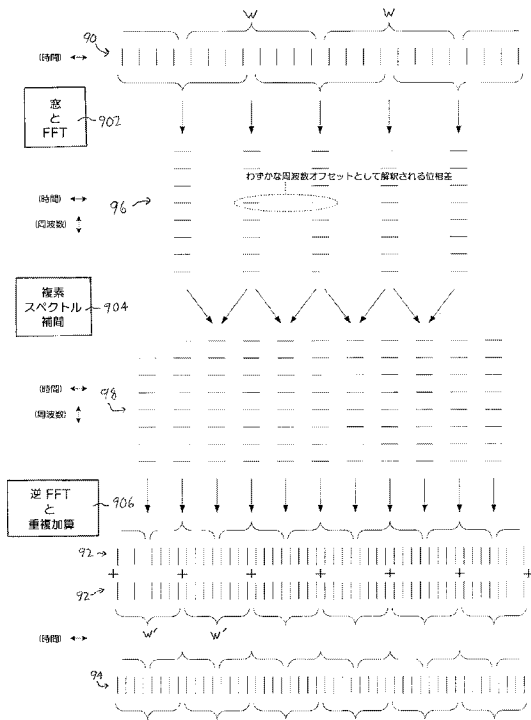 W W
90
(時間)
窓
と
FFT
902
わずかな周波数オフセットとして解釈される位相差
(時間)
96
(周波数)
複素
スペクトル
補間
904
(時間)
98
(周波数)
逆 FFT
と
重複加算
906
92
+ + + + + + +
92
W' W'
(時間)
94